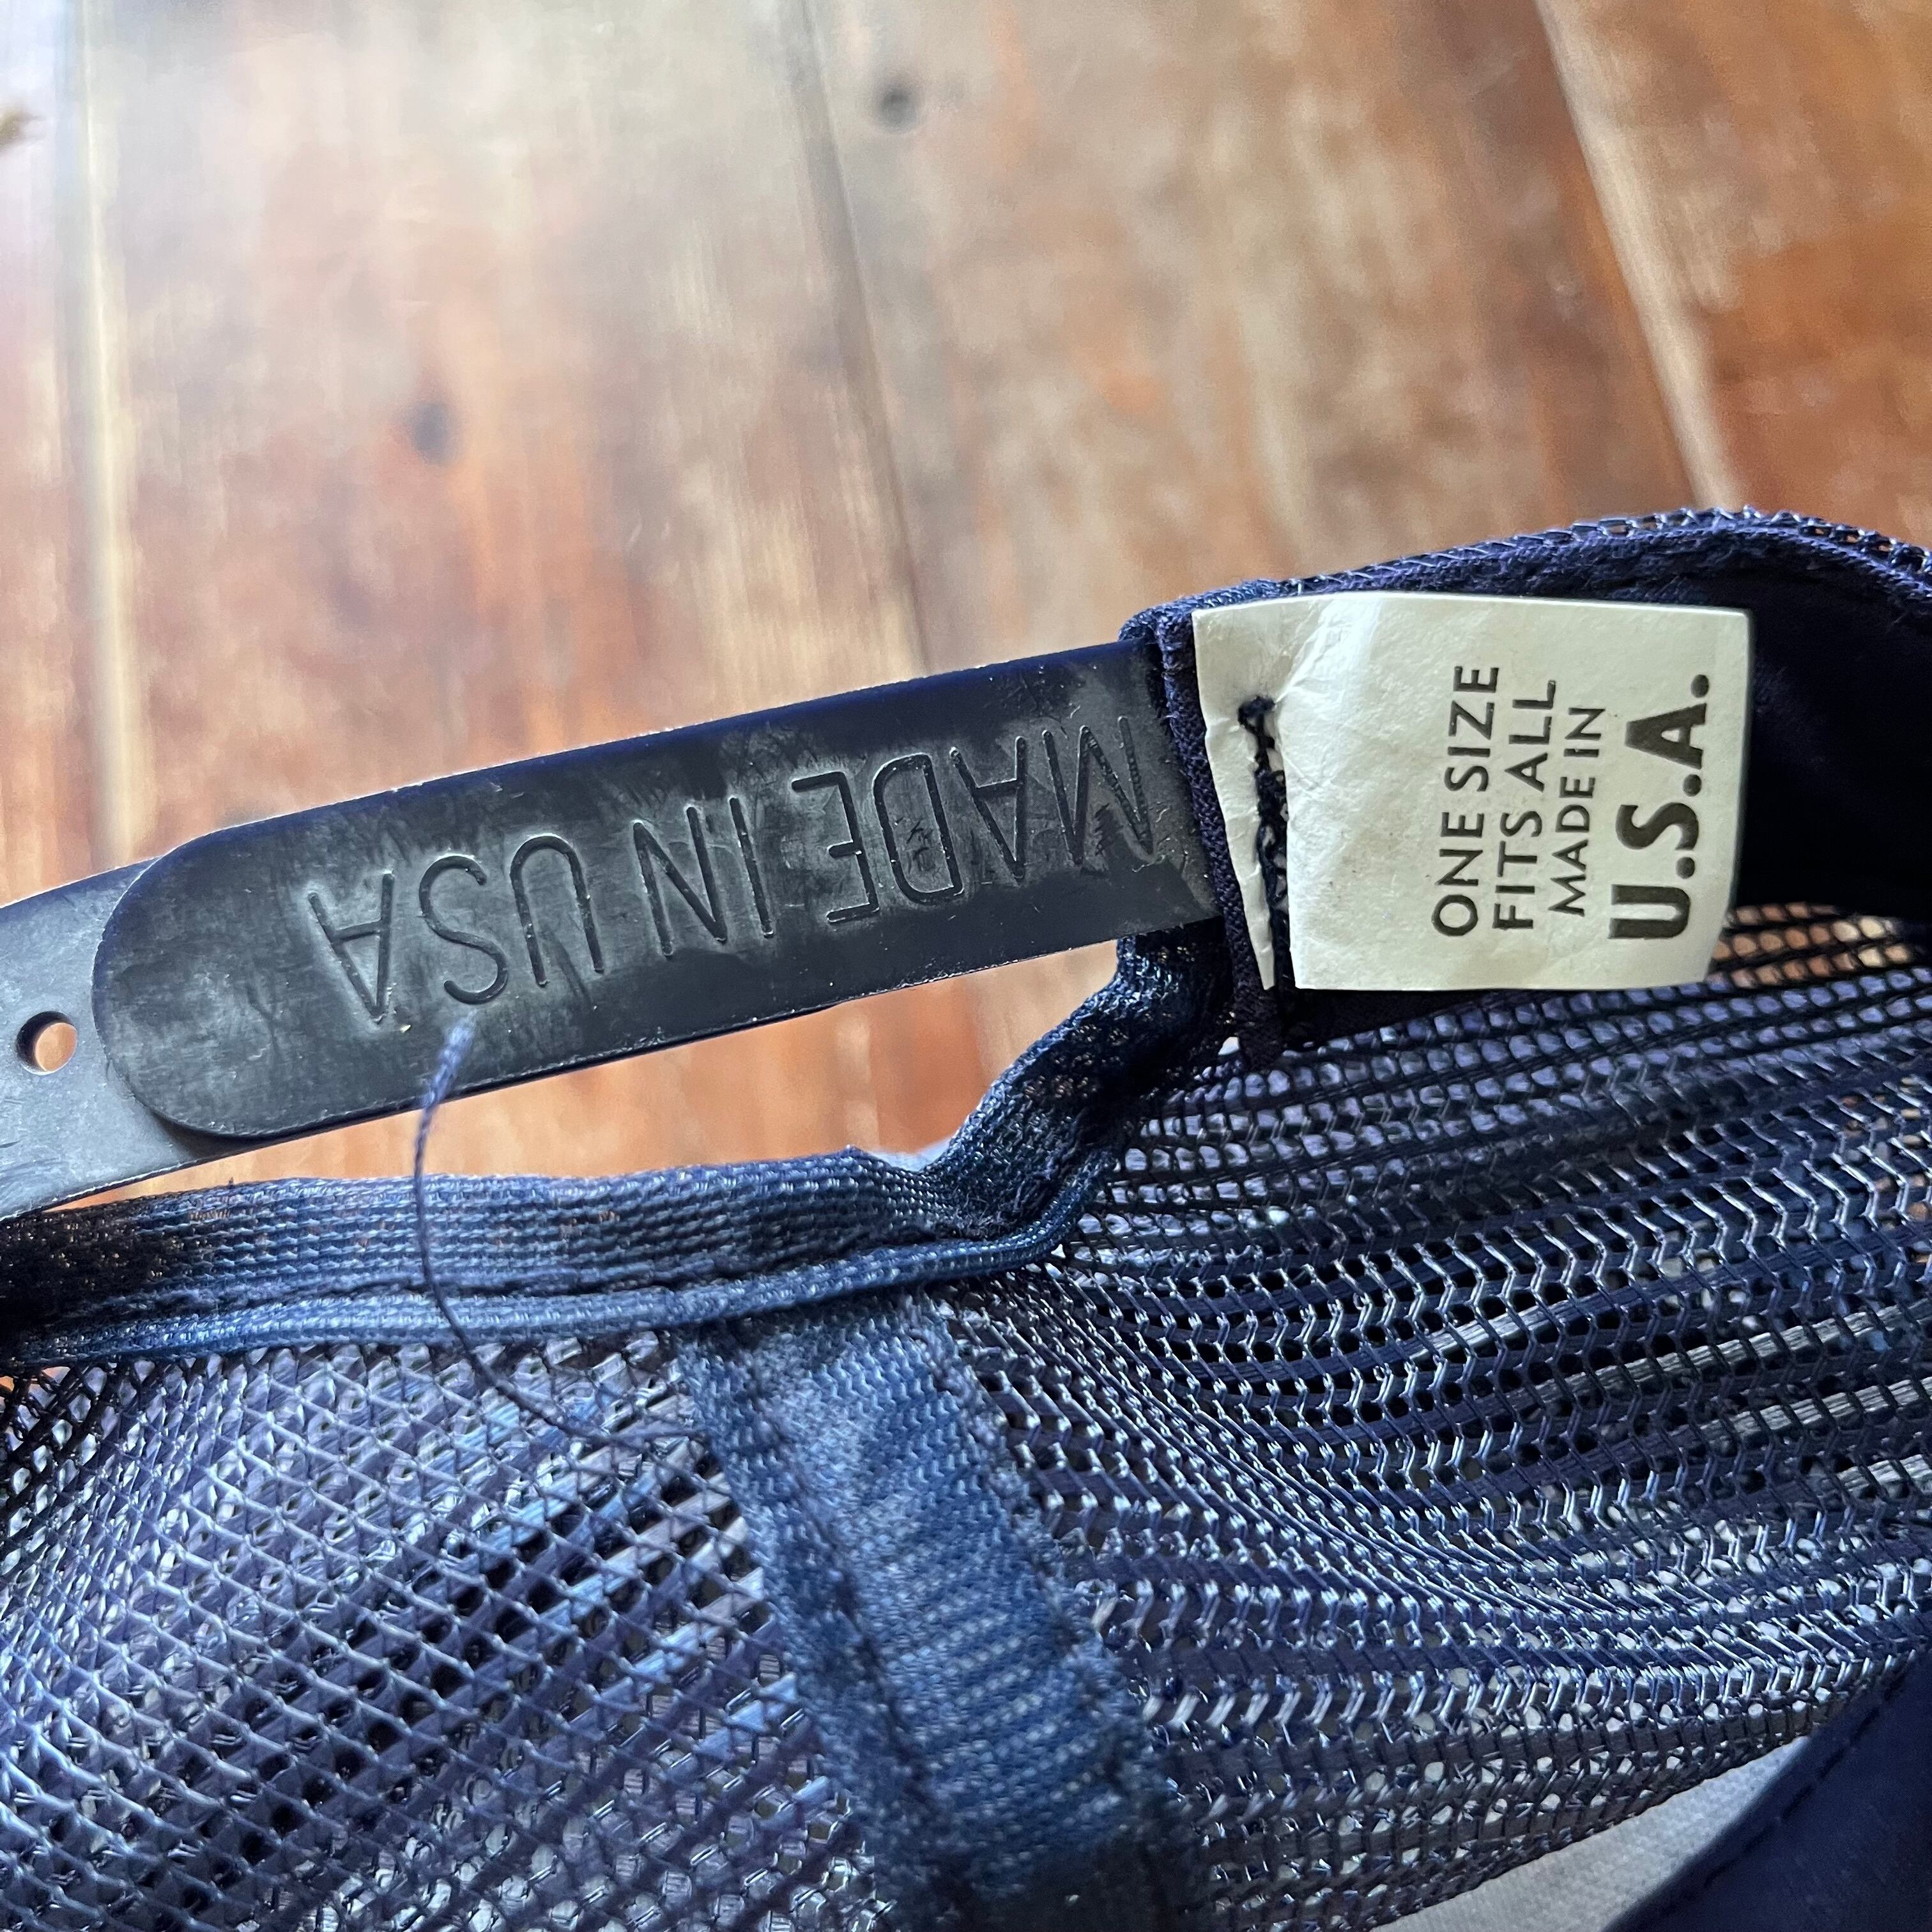 MADE IN USA
ONE SIZE
FITS ALL
MADE IN
U.S.A.